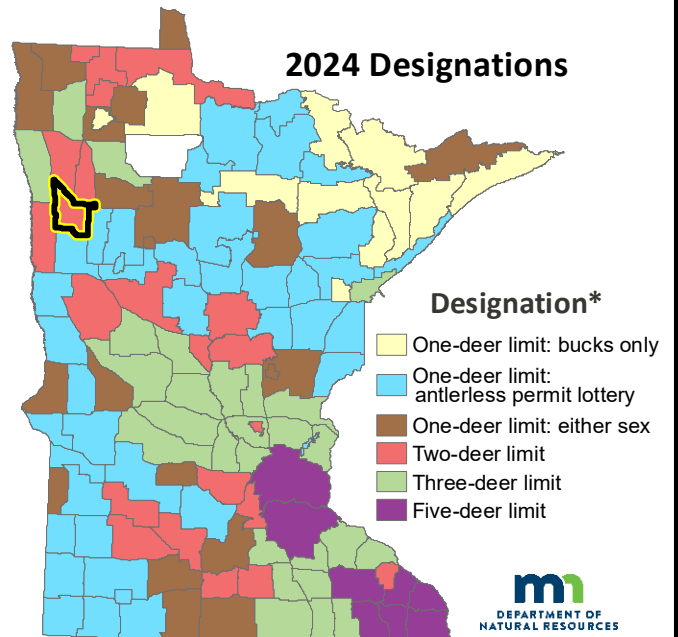 2024 Designations
Designation*
One-deer limit: bucks only
One-deer limit:
antlerless permit lottery
One-deer limit: either sex
Two-deer limit
Three-deer limit
Five-deer limit
mn
DEPARTMENT OF
NATURAL RESOURCES